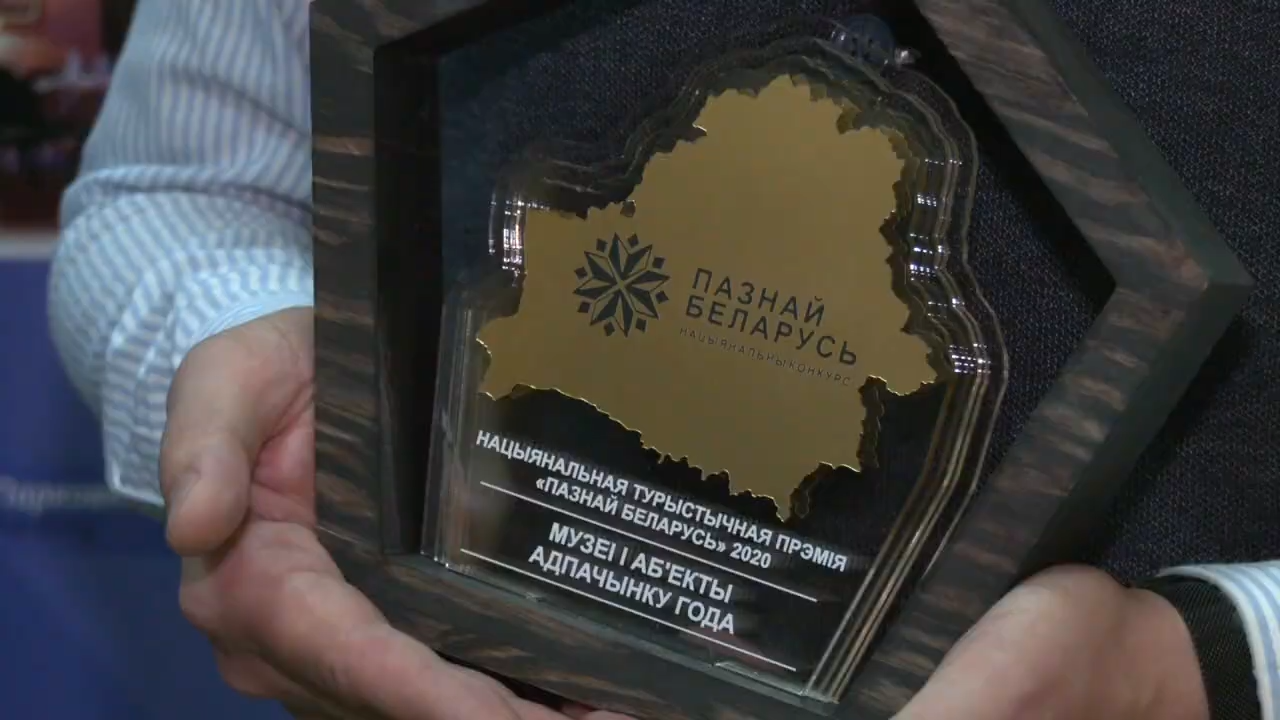 ПАЗНАЙ
БЕЛАРУСЬ
НАЦЫЯНАЛЬНЫ КОНКУРС
НАЦЫЯНАЛЬНАЯ ТУРЫСТЫЧНАЯ ПРЭМІЯ
«ПАЗНАЙ БЕЛАРУСЬ» 2020
МУЗЕІ І АБ'ЕКТЫ
АДПАЧЫНКУ ГОДА